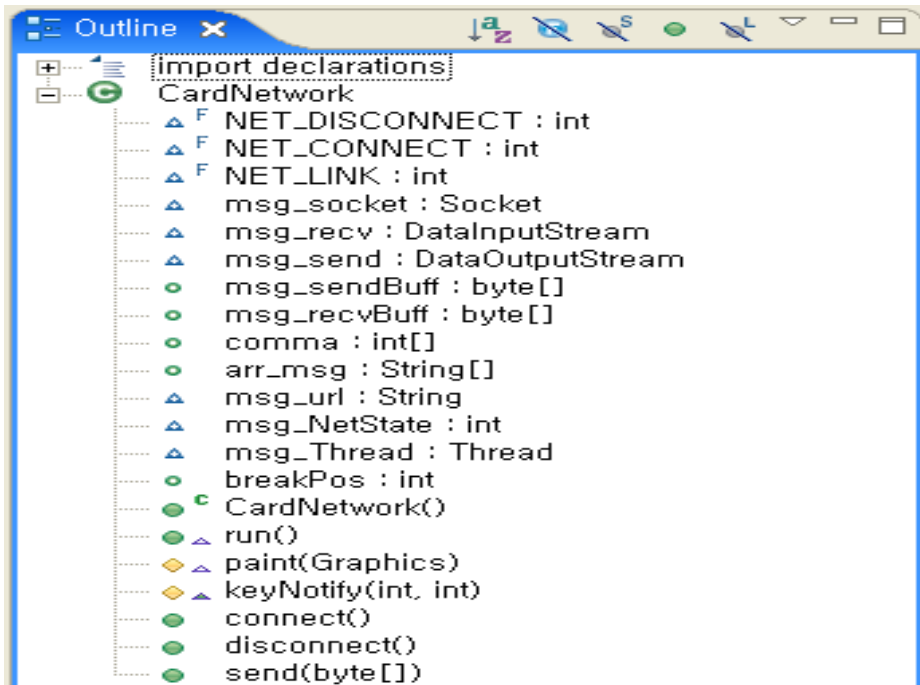 Outline
import declarations
CardNetwork
F NET_DISCONNECT : int
F NET_CONNECT : int
F NET_LINK : int
msg_socket : Socket
msg_recv : DataInputStream
msg_send : DataOutputStream
msg_sendBuff : byte[]
msg_recvBuff : byte[]
comma : int[]
arr_msg : String[]
msg_url : String
msg_NetState : int
msg_Thread : Thread
breakPos : int
C CardNetwork()
run()
paint(Graphics)
keyNotify(int, int)
connect()
disconnect()
send(byte[])